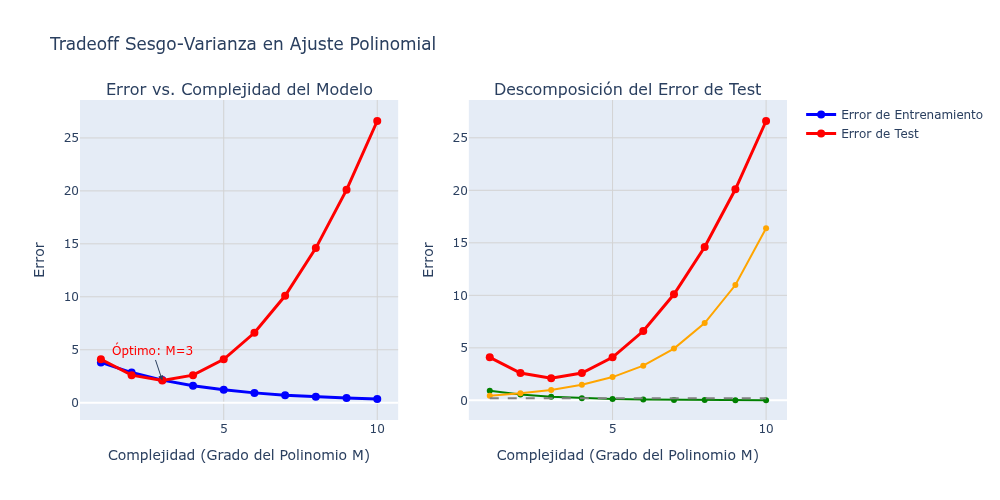 Tradeoff Sesgo-Varianza en Ajuste Polinomial
Error vs. Complejidad del Modelo
Error
25
20
15
10
5
0
Óptimo: M=3
5
10
Complejidad (Grado del Polinomio M)
Descomposición del Error de Test
Error
25
20
15
10
5
0
5
10
Complejidad (Grado del Polinomio M)
Error de Entrenamiento
Error de Test